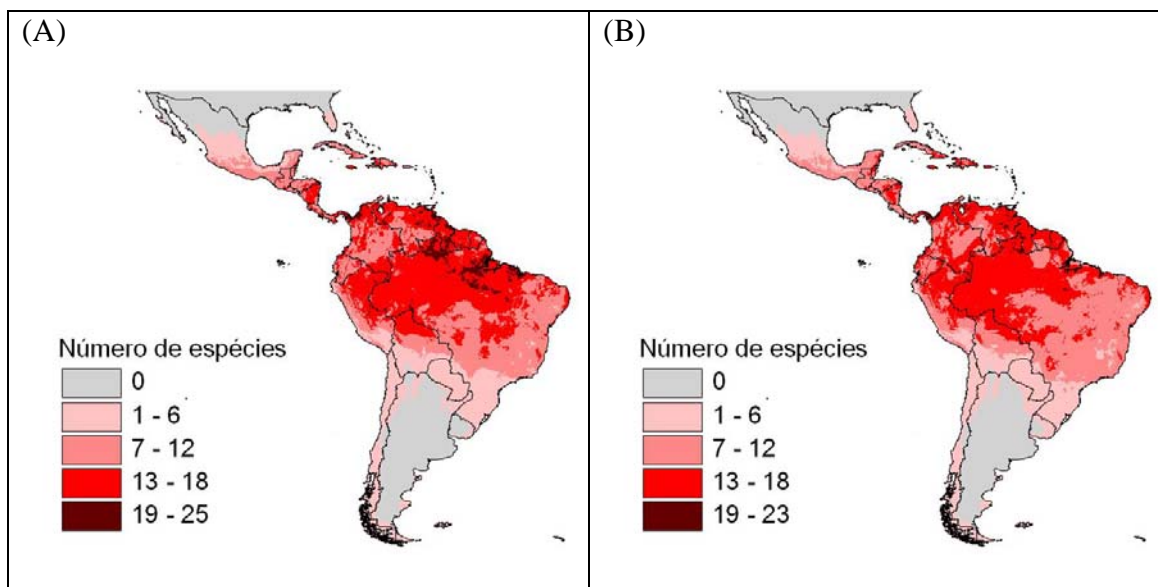 (A)
Número de espécies
0
1 - 6
7 - 12
13 - 18
19 - 25
(B)
Número de espécies
0
1 - 6
7 - 12
13 - 18
19 - 23